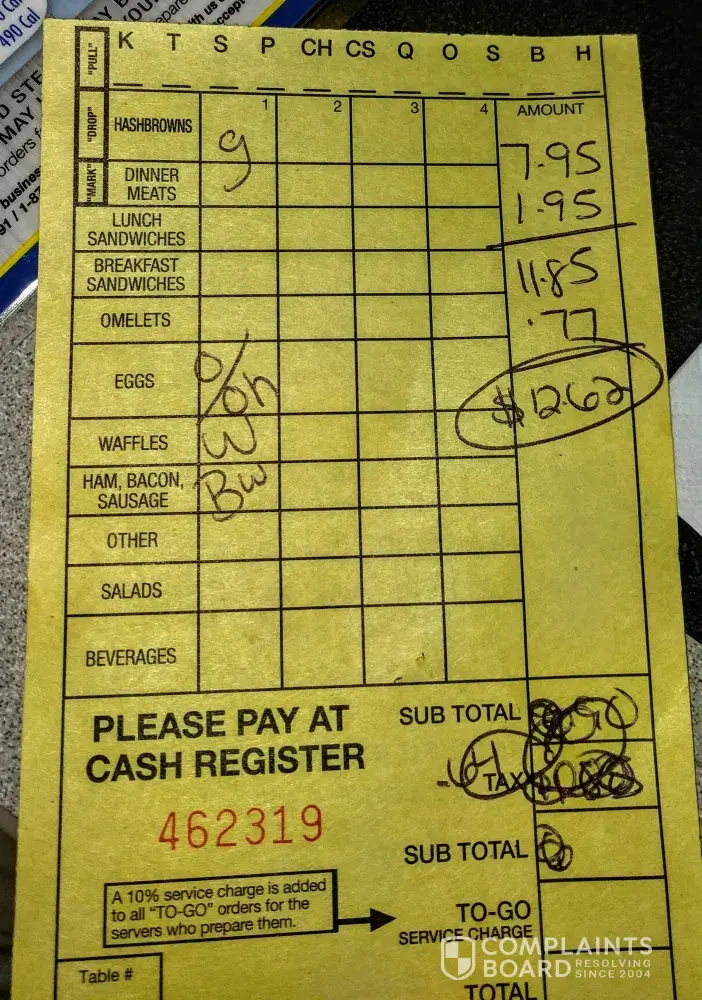 490 Cal
"PULL" K T S P CH CS Q O S B H
"DROP" HASHBROWNS 1 2 3 4 AMOUNT
g 7.95
"MARK" DINNER MEATS 1.95
LUNCH SANDWICHES
BREAKFAST SANDWICHES 11.85
OMELETS .77
EGGS O/Oh $12.62
WAFFLES W
HAM, BACON, SAUSAGE BW
OTHER
SALADS
BEVERAGES
PLEASE PAY AT SUB TOTAL
CASH REGISTER TAX
462319
SUB TOTAL
A 10% service charge is added
to all "TO-GO" orders for the
servers who prepare them.
TO-GO
SERVICE CHARGE
Table #
TOTAL
COMPLAINTS
BOARD RESOLVING
SINCE 2004